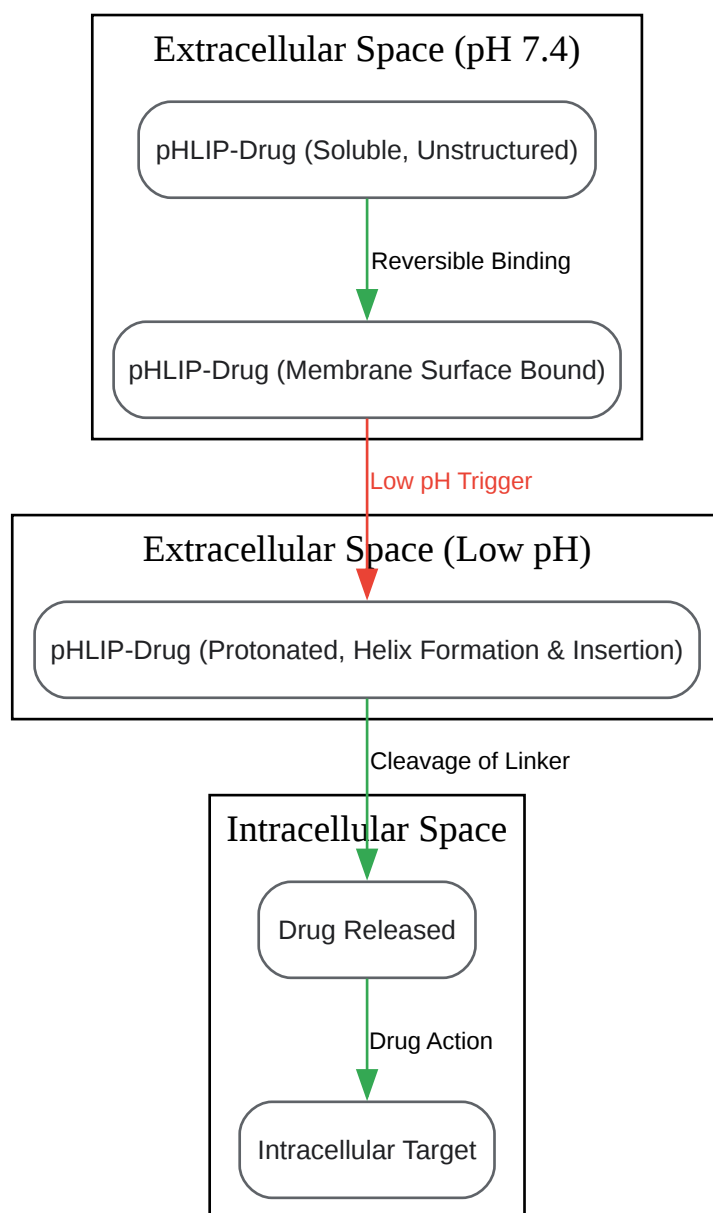 Extracellular Space (pH 7.4)
pHLIP-Drug (Soluble, Unstructured)
Reversible Binding
pHLIP-Drug (Membrane Surface Bound)
Low pH Trigger
Extracellular Space (Low pH)
pHLIP-Drug (Protonated, Helix Formation & Insertion)
Cleavage of Linker
Intracellular Space
Drug Released
Drug Action
Intracellular Target